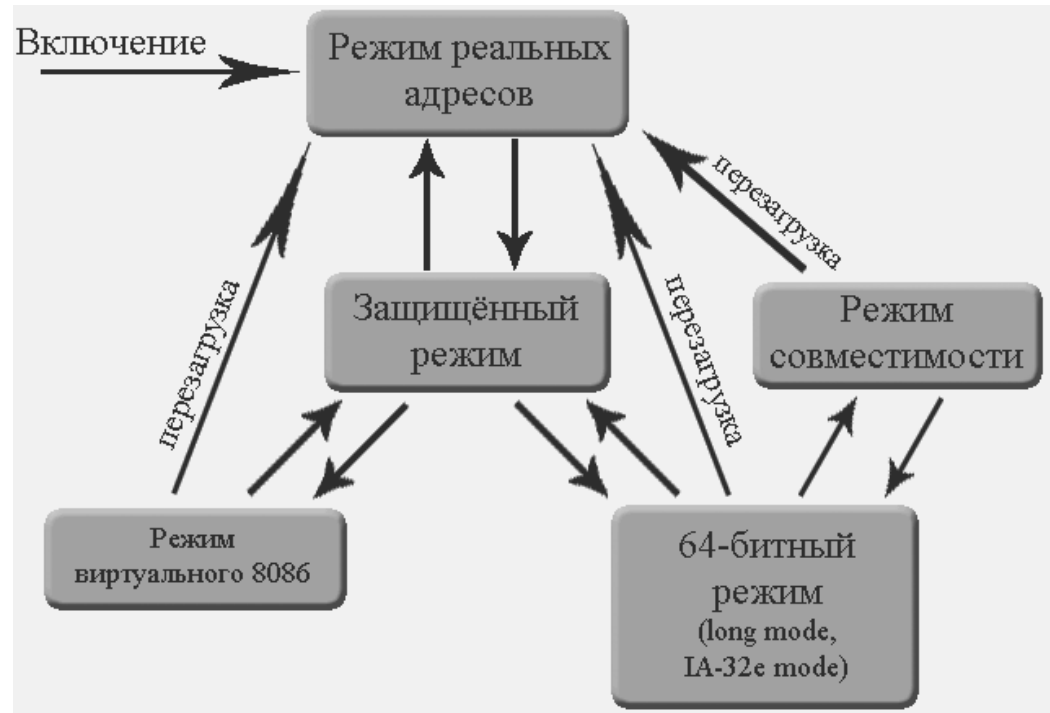 Включение
Режим реальных
адресов
перезагрузка
перезагрузка
перезагрузка
Защищённый
режим
Режим
совместимости
Режим
виртуального 8086
64-битный
режим
(long mode,
IA-32e mode)